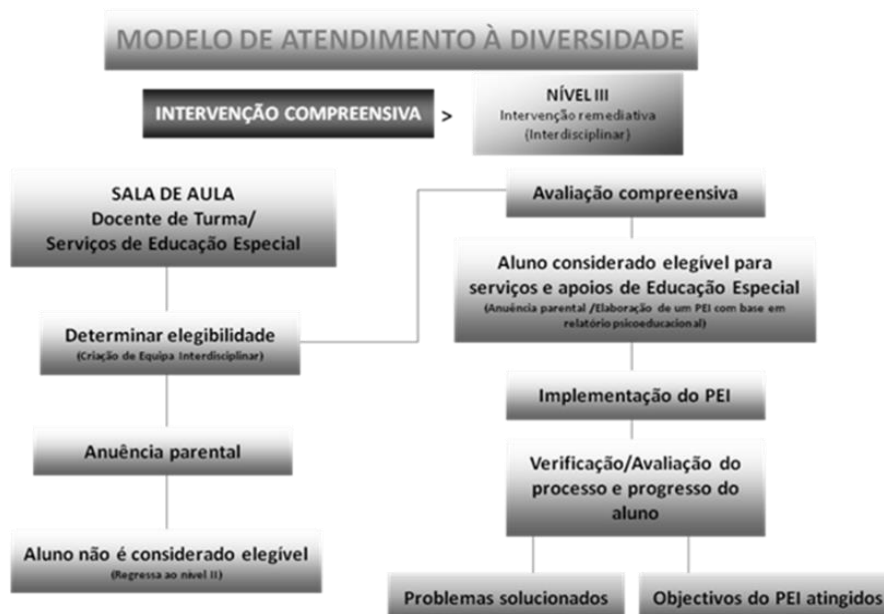 MODELO DE ATENDIMENTO À DIVERSIDADE
INTERVENÇÃO COMPREENSIVA >
NÍVEL III
Intervenção remediativa
(Interdisciplinar)
SALA DE AULA
Docente de Turma/
Serviços de Educação Especial
Determinar elegibilidade
(Criação de Equipa Interdisciplinar)
Anuência parental
Aluno não é considerado elegível
(Regressa ao nível II)
Avaliação compreensiva
Aluno considerado elegível para
serviços e apoios de Educação Especial
(Anuência parental /Elaboração de um PEI com base em
relatório psicoeducacional)
Implementação do PEI
Verificação/Avaliação do
processo e progresso do
aluno
Problemas solucionados
Objectivos do PEI atingidos